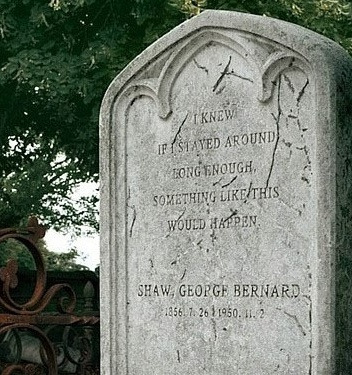 I KNEW
IF I STAYED AROUND
LONG ENOUGH,
SOMETHING LIKE THIS
WOULD HAPPEN.
SHAW, GEORGE BERNARD
1856. 7. 26 1950. 11. 2